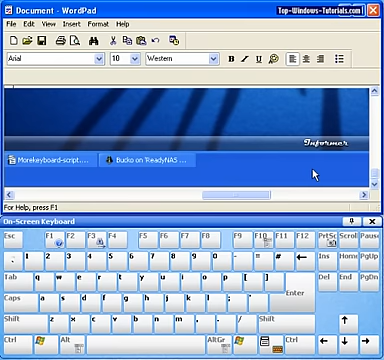 Document - WordPad
Top-Windows-Tutorials.com
File Edit View Insert Format Help
Arial 10 Western B I U
Informer
Morekeyboard-script.... Bucko on 'ReadyNAS ...
For Help, press F1
On-Screen Keyboard
Esc F1 F2 F3 F4 F5 F6 F7 F8 F9 F10 F11 F12 PrtSc Scroll Pause
1 2 3 4 5 6 7 8 9 0 - = # Ins Home PgUp
Tab q w e r t y u i o p [ ] Enter Del End PgDn
Caps a s d f g h j k l ; '
Shift z x c v b n m , . / Shift
Ctrl Alt AltGr Ctrl